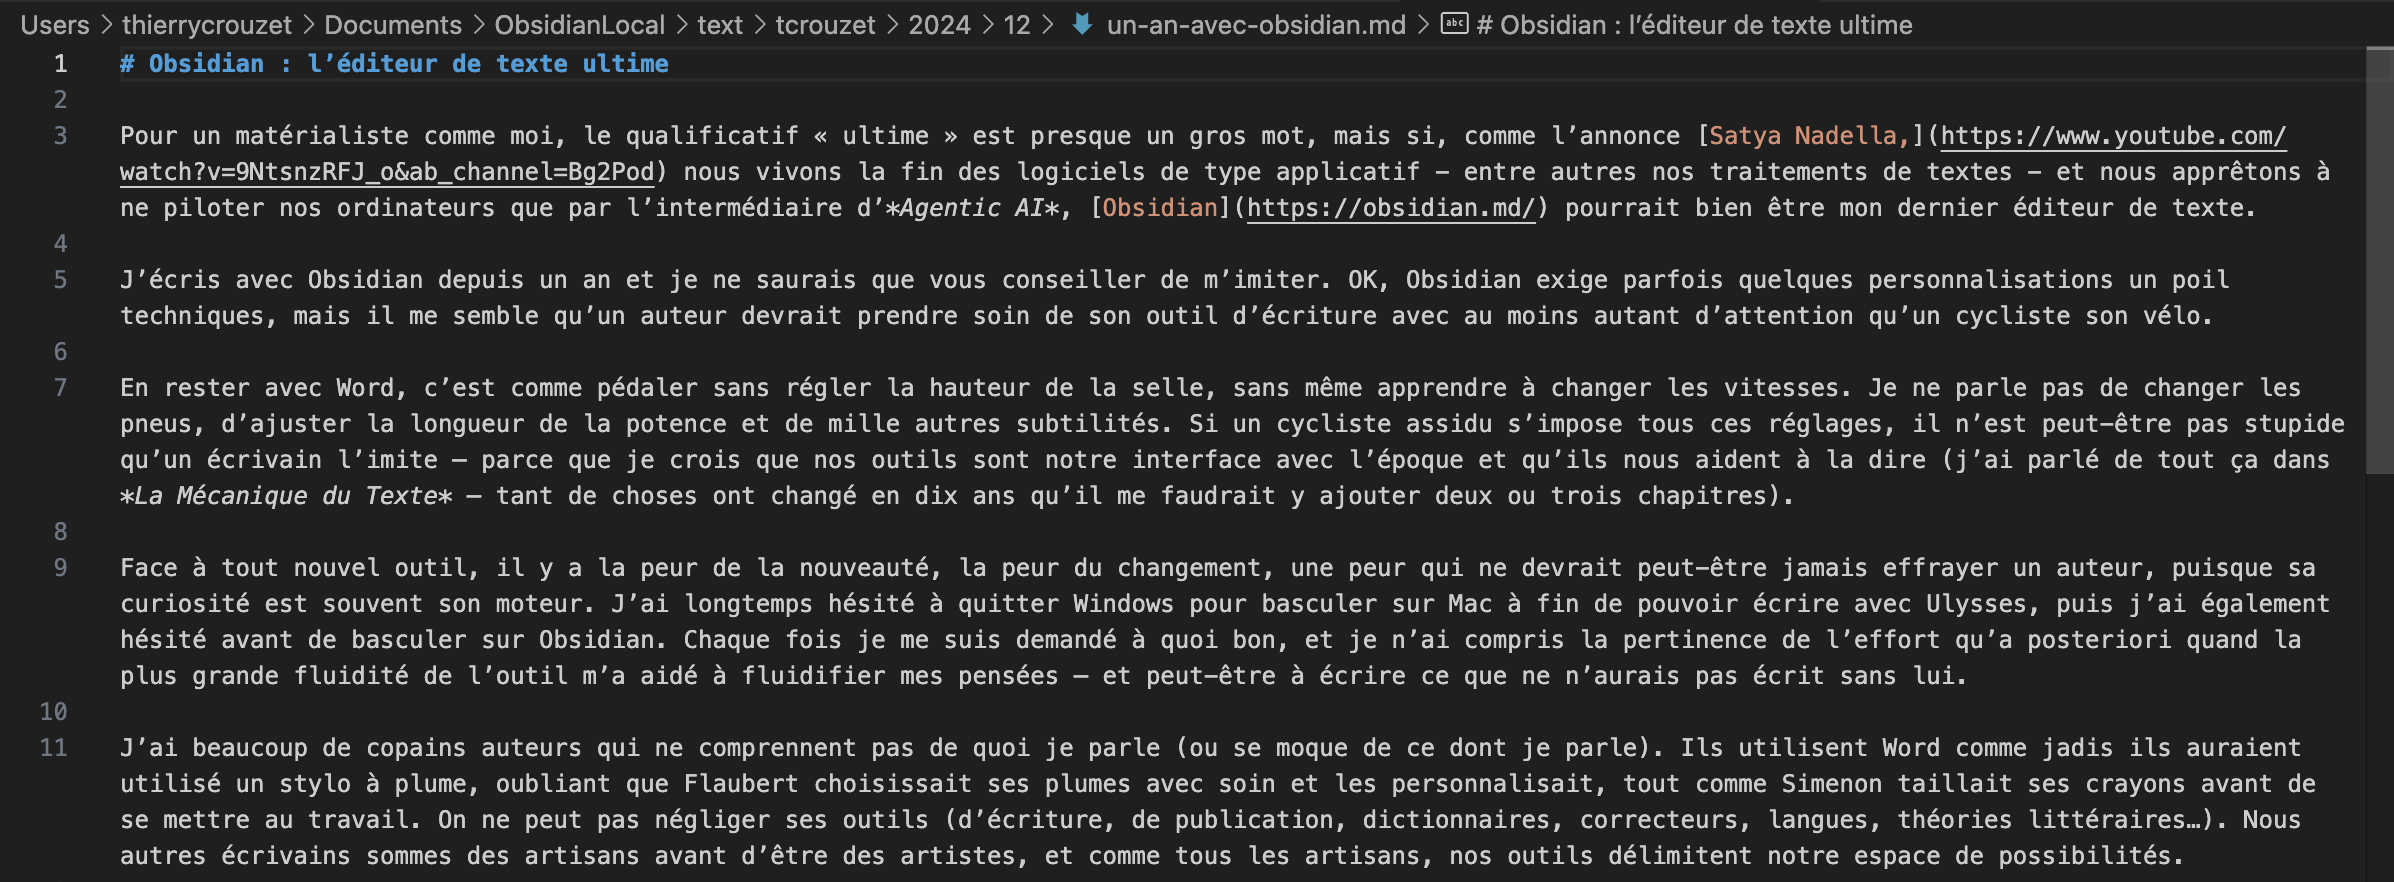 Users > thierrycrouzet > Documents > ObsidianLocal > text > tcrouzet > 2024 > 12 > un-an-avec-obsidian.md > abc # Obsidian : l’éditeur de texte ultime
1 # Obsidian : l’éditeur de texte ultime
2
3 Pour un matérialiste comme moi, le qualificatif « ultime » est presque un gros mot, mais si, comme l’annonce [Satya Nadella,](https://www.youtube.com/
watch?v=9NtsnzRFJ_o&ab_channel=Bg2Pod) nous vivons la fin des logiciels de type applicatif – entre autres nos traitements de textes – et nous apprêtons à
ne piloter nos ordinateurs que par l’intermédiaire d’*Agentic AI*, [Obsidian](https://obsidian.md/) pourrait bien être mon dernier éditeur de texte.
4
5 J’écris avec Obsidian depuis un an et je ne saurais que vous conseiller de m’imiter. OK, Obsidian exige parfois quelques personnalisations un poil
techniques, mais il me semble qu’un auteur devrait prendre soin de son outil d’écriture avec au moins autant d’attention qu’un cycliste son vélo.
6
7 En rester avec Word, c’est comme pédaler sans régler la hauteur de la selle, sans même apprendre à changer les vitesses. Je ne parle pas de changer les
pneus, d’ajuster la longueur de la potence et de mille autres subtilités. Si un cycliste assidu s’impose tous ces réglages, il n’est peut-être pas stupide
qu’un écrivain l’imite — parce que je crois que nos outils sont notre interface avec l’époque et qu’ils nous aident à la dire (j’ai parlé de tout ça dans
*La Mécanique du Texte* — tant de choses ont changé en dix ans qu’il me faudrait y ajouter deux ou trois chapitres).
8
9 Face à tout nouvel outil, il y a la peur de la nouveauté, la peur du changement, une peur qui ne devrait peut-être jamais effrayer un auteur, puisque sa
curiosité est souvent son moteur. J’ai longtemps hésité à quitter Windows pour basculer sur Mac à fin de pouvoir écrire avec Ulysses, puis j’ai également
hésité avant de basculer sur Obsidian. Chaque fois je me suis demandé à quoi bon, et je n’ai compris la pertinence de l’effort qu’a posteriori quand la
plus grande fluidité de l’outil m’a aidé à fluidifier mes pensées — et peut-être à écrire ce que ne n’aurais pas écrit sans lui.
10
11 J’ai beaucoup de copains auteurs qui ne comprennent pas de quoi je parle (ou se moque de ce dont je parle). Ils utilisent Word comme jadis ils auraient
utilisé un stylo à plume, oubliant que Flaubert choisissait ses plumes avec soin et les personnalisait, tout comme Simenon taillait ses crayons avant de
se mettre au travail. On ne peut pas négliger ses outils (d’écriture, de publication, dictionnaires, correcteurs, langues, théories littéraires…). Nous
autres écrivains sommes des artisans avant d’être des artistes, et comme tous les artisans, nos outils délimitent notre espace de possibilités.